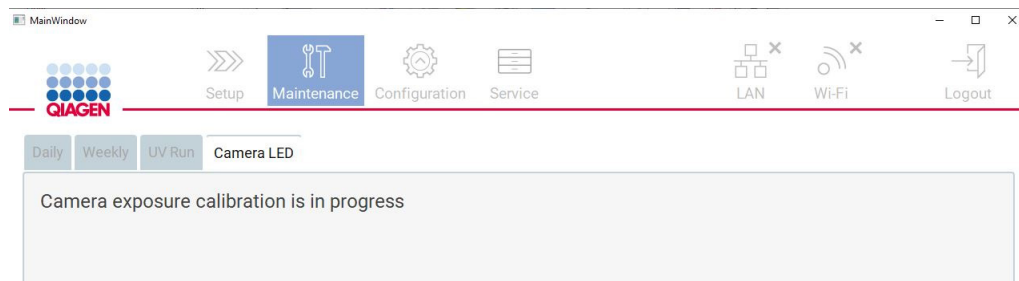 MainWindow
QIAGEN
Setup
Maintenance
Configuration
Service
LAN
Wi-Fi
Logout
Daily
Weekly
UV Run
Camera LED
Camera exposure calibration is in progress